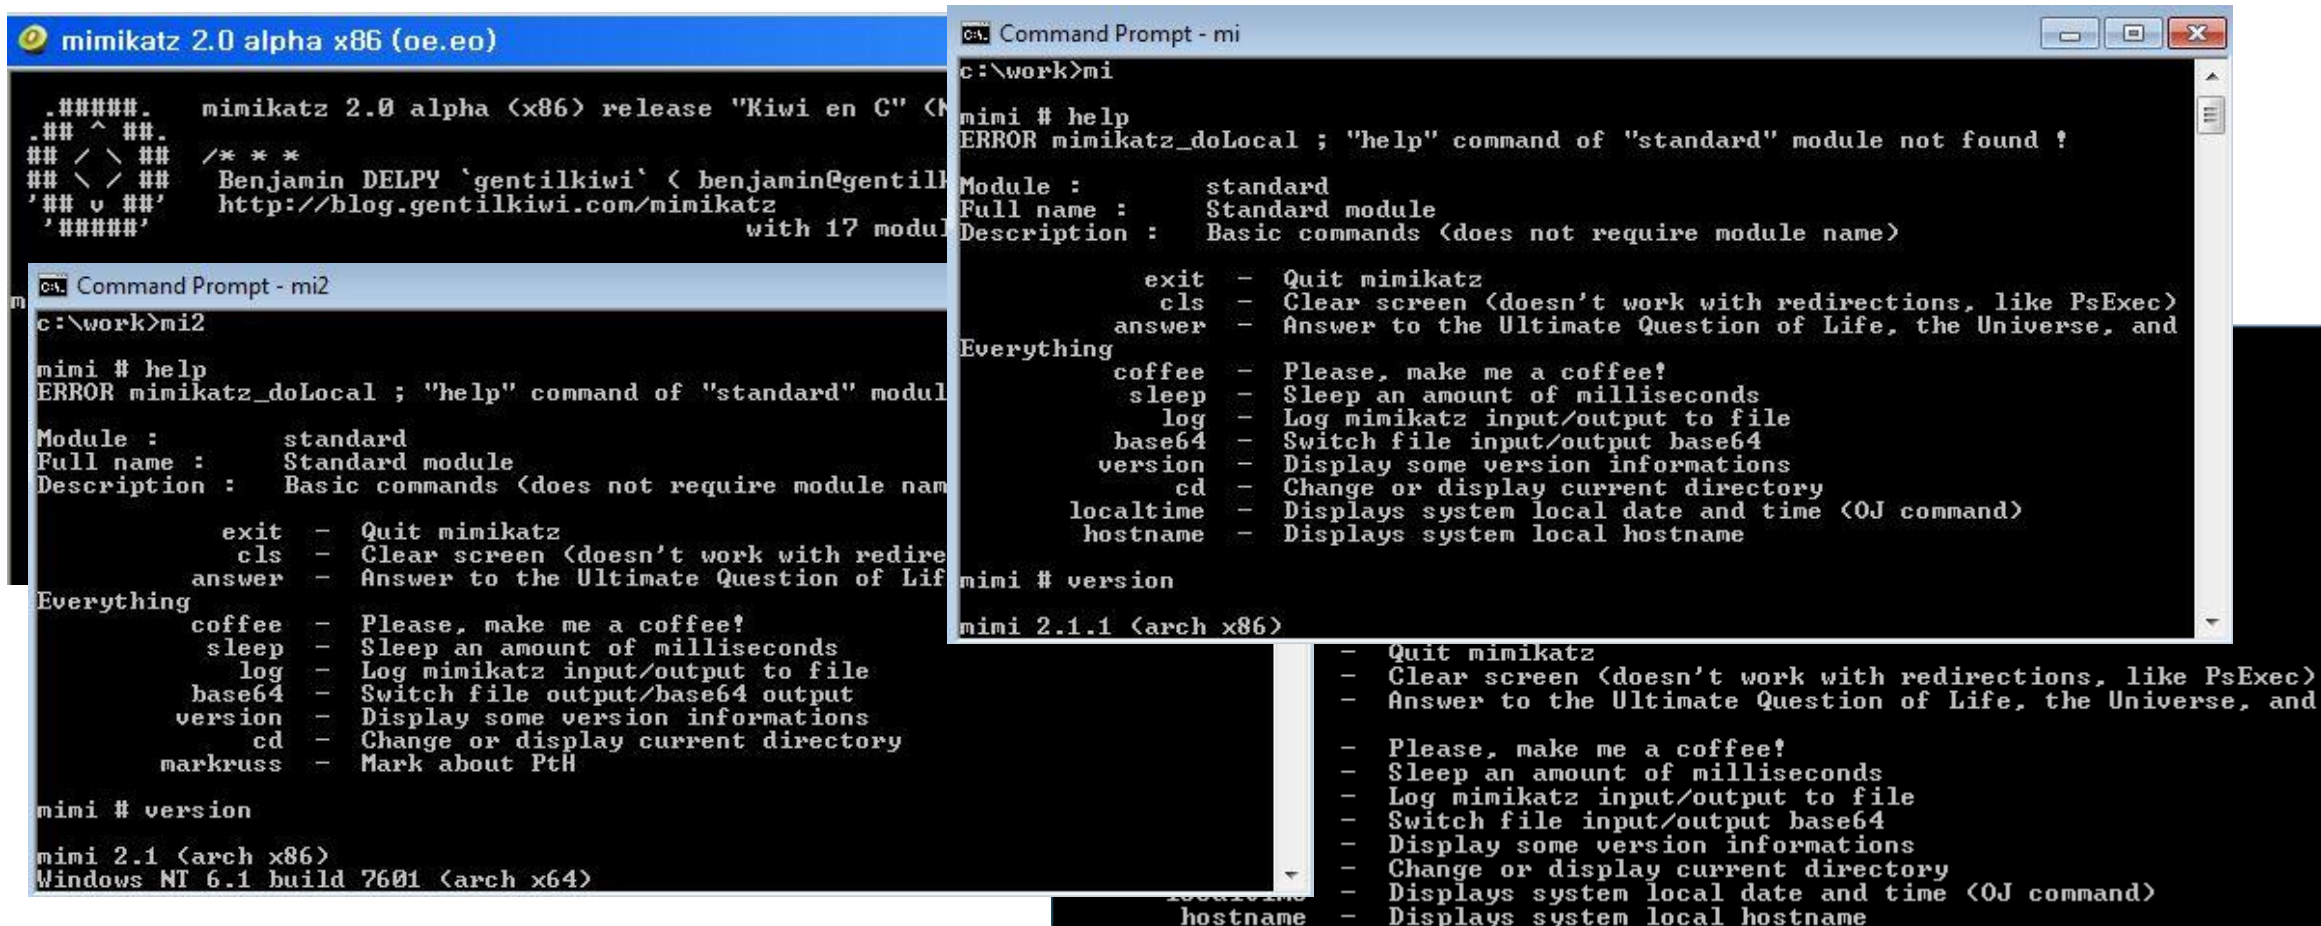 mimikatz 2.0 alpha x86 (oe.eo)
.#####.   mimikatz 2.0 alpha (x86) release "Kiwi en C"
.## ^ ##.
## / \ ##   /* * *
## \ / ##   Benjamin DELPY `gentilkiwi` (
'## v ##'   http://blog.gentilkiwi.com/mimikatz
'#####'   with 17
Command Prompt - mi2
c:\work>mi2
mimi # help
ERROR mimikatz_doLocal ; "help" command of "standard"
Module :   standard
Full name :   Standard module
Description :   Basic commands (does not require module
exit - Quit mimikatz
cls - Clear screen (doesn't work with
answer - Answer to the Ultimate Question of
Everything
coffee - Please, make me a coffee!
sleep - Sleep an amount of milliseconds
log - Log mimikatz input/output to file
base64 - Switch file output/base64 output
version - Display some version informations
cd - Change or display current directory
markruss - Mark about PtH
mimi # version
mimi 2.1 (arch x86)
Windows NT 6.1 build 7601 (arch x64)
Command Prompt - mi
c:\work>mi
mimi # help
ERROR mimikatz_doLocal ; "help" command of "standard" module not found !
Module :   standard
Full name :   Standard module
Description :   Basic commands (does not require module name)
exit - Quit mimikatz
cls - Clear screen (doesn't work with redirections, like PsExec)
answer - Answer to the Ultimate Question of Life, the Universe, and
Everything
coffee - Please, make me a coffee!
sleep - Sleep an amount of milliseconds
log - Log mimikatz input/output to file
base64 - Switch file input/output base64
version - Display some version informations
cd - Change or display current directory
localtime - Displays system local date and time (OJ command)
hostname - Displays system local hostname
mimi # version
mimi 2.1.1 (arch x86)
- Quit mimikatz
- Clear screen (doesn't work with redirections, like PsExec)
- Answer to the Ultimate Question of Life, the Universe, and
- Please, make me a coffee!
- Sleep an amount of milliseconds
- Log mimikatz input/output to file
- Switch file input/output base64
- Display some version informations
- Change or display current directory
- Displays system local date and time (OJ command)
hostname - Displays system local hostname